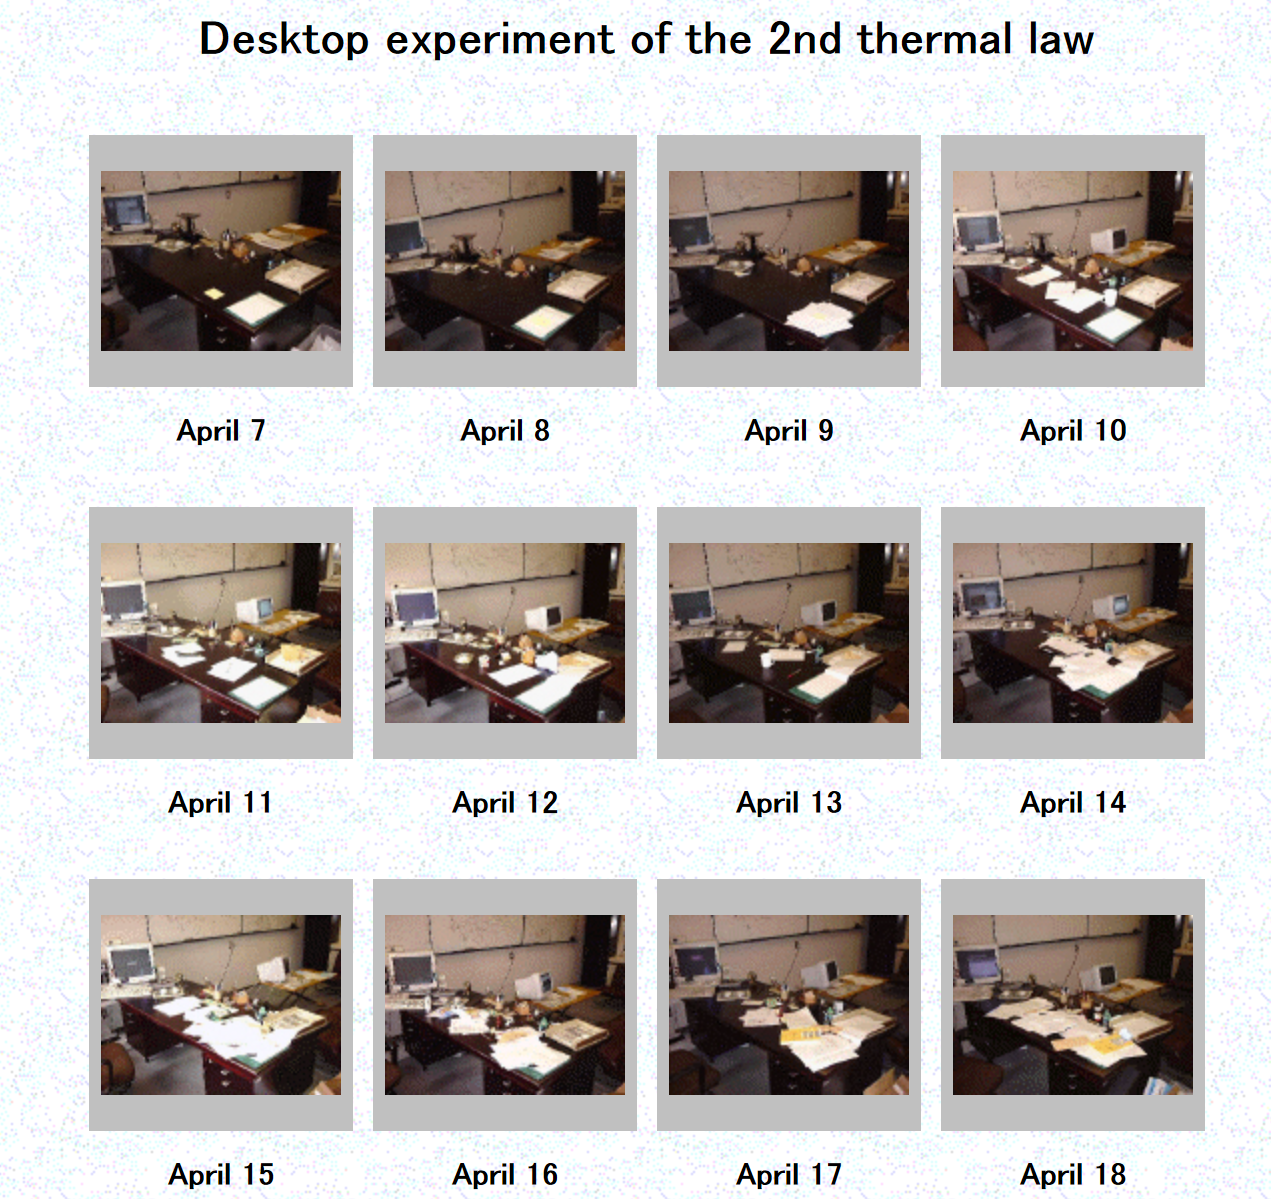 Desktop experiment of the 2nd thermal law
April 7
April 8
April 9
April 10
April 11
April 12
April 13
April 14
April 15
April 16
April 17
April 18